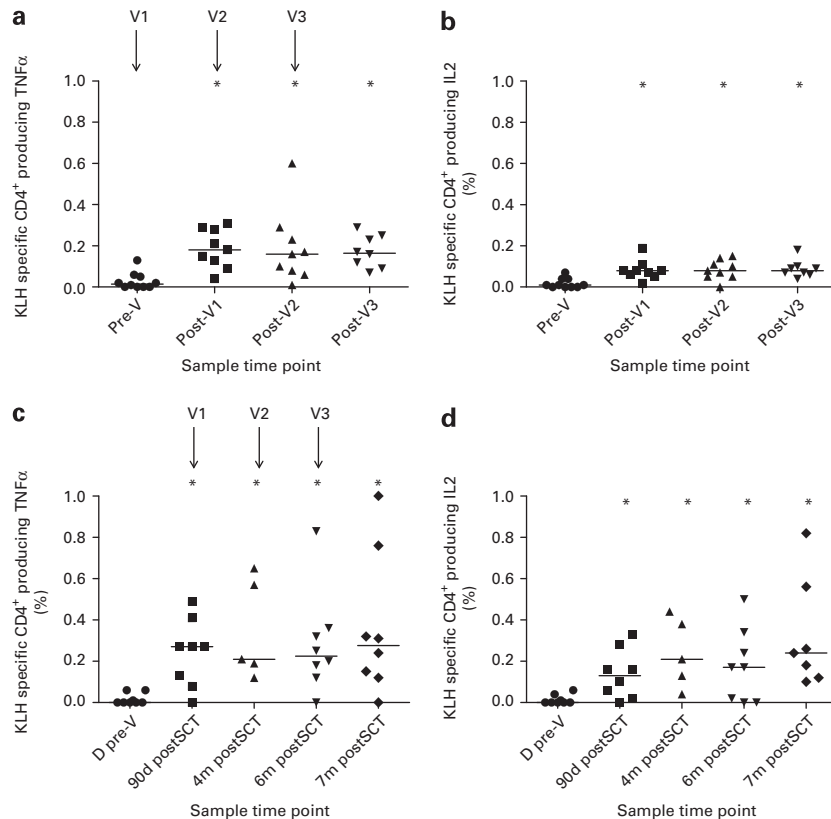 a
V1 V2 V3
KLH specific CD4+ producing TNFα
1.0
* * *
0.8
0.6
0.4
0.2
0.0
Pre-V
Post-V1
Post-V2
Post-V3
Sample time point
b
KLH specific CD4+ producing IL2
(%)
1.0
* * *
0.8
0.6
0.4
0.2
0.0
Pre-V
Post-V1
Post-V2
Post-V3
Sample time point
c
V1 V2 V3
KLH specific CD4+ producing TNFα
(%)
* * * *
1.0
0.8
0.6
0.4
0.2
0.0
D pre-V
90d postSCT
4m postSCT
6m postSCT
7m postSCT
Sample time point
d
KLH specific CD4+ producing IL2
(%)
* * * *
1.0
0.8
0.6
0.4
0.2
0.0
D pre-V
90d postSCT
4m postSCT
6m postSCT
7m postSCT
Sample time point